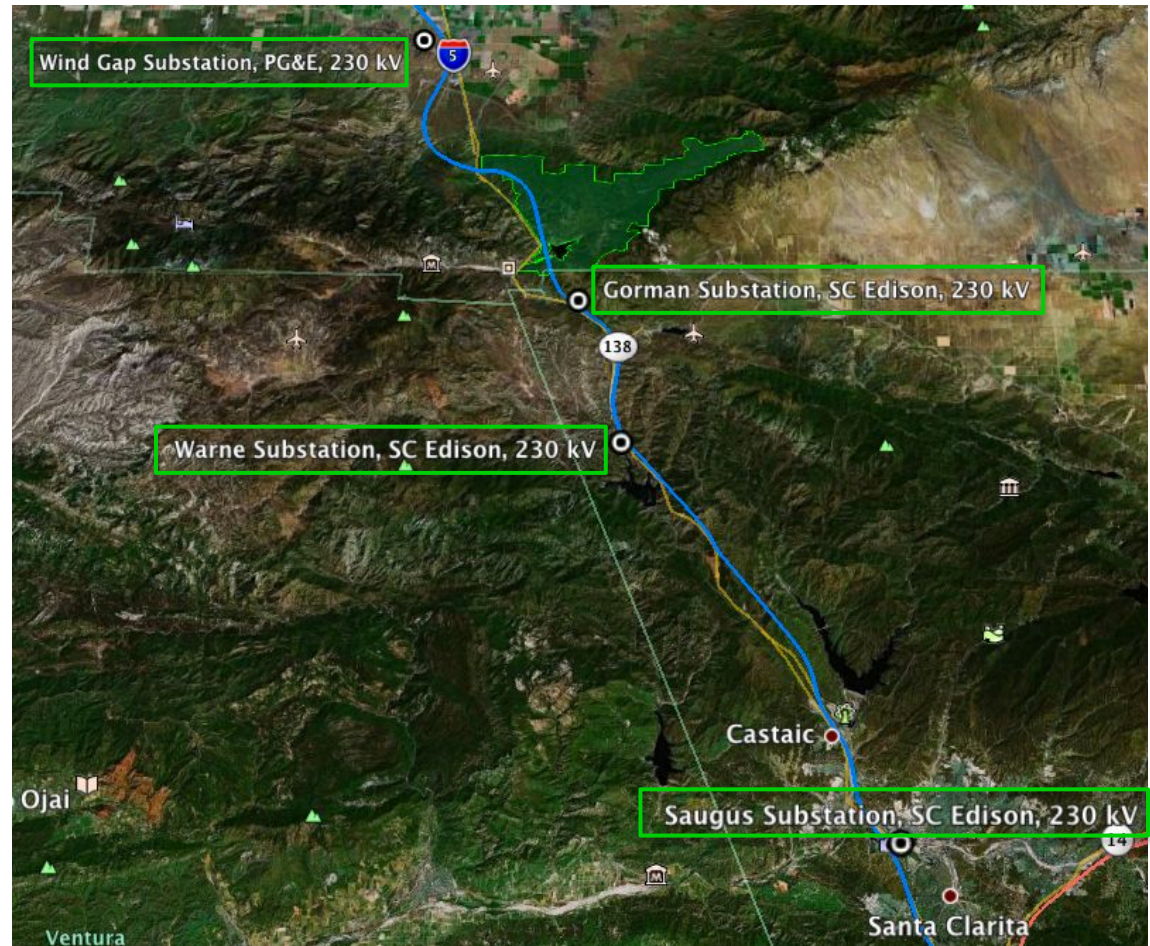 Wind Gap Substation, PG&E, 230 kV
5
Gorman Substation, SC Edison, 230 kV
138
Warne Substation, SC Edison, 230 kV
Castaic
Ojai
Saugus Substation, SC Edison, 230 kV
14
Santa Clarita
Ventura